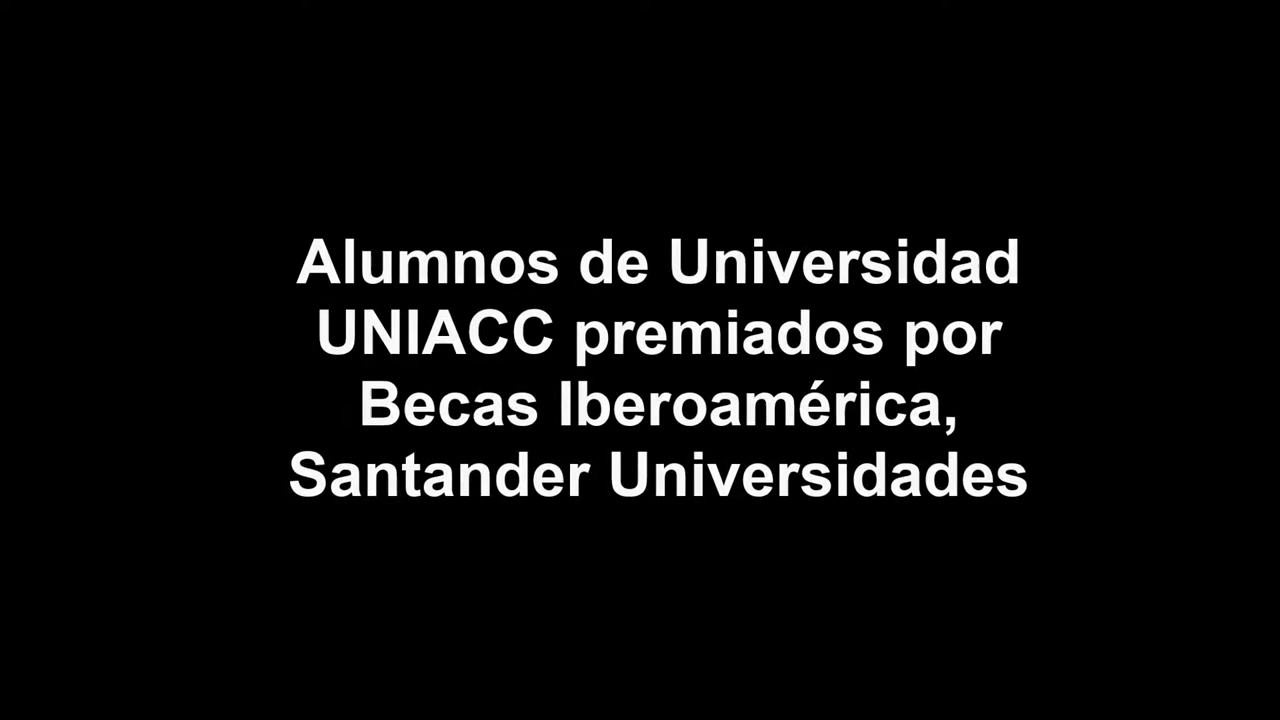 Alumnos de Universidad
UNIACC premiados por
Becas Iberoamérica,
Santander Universidades